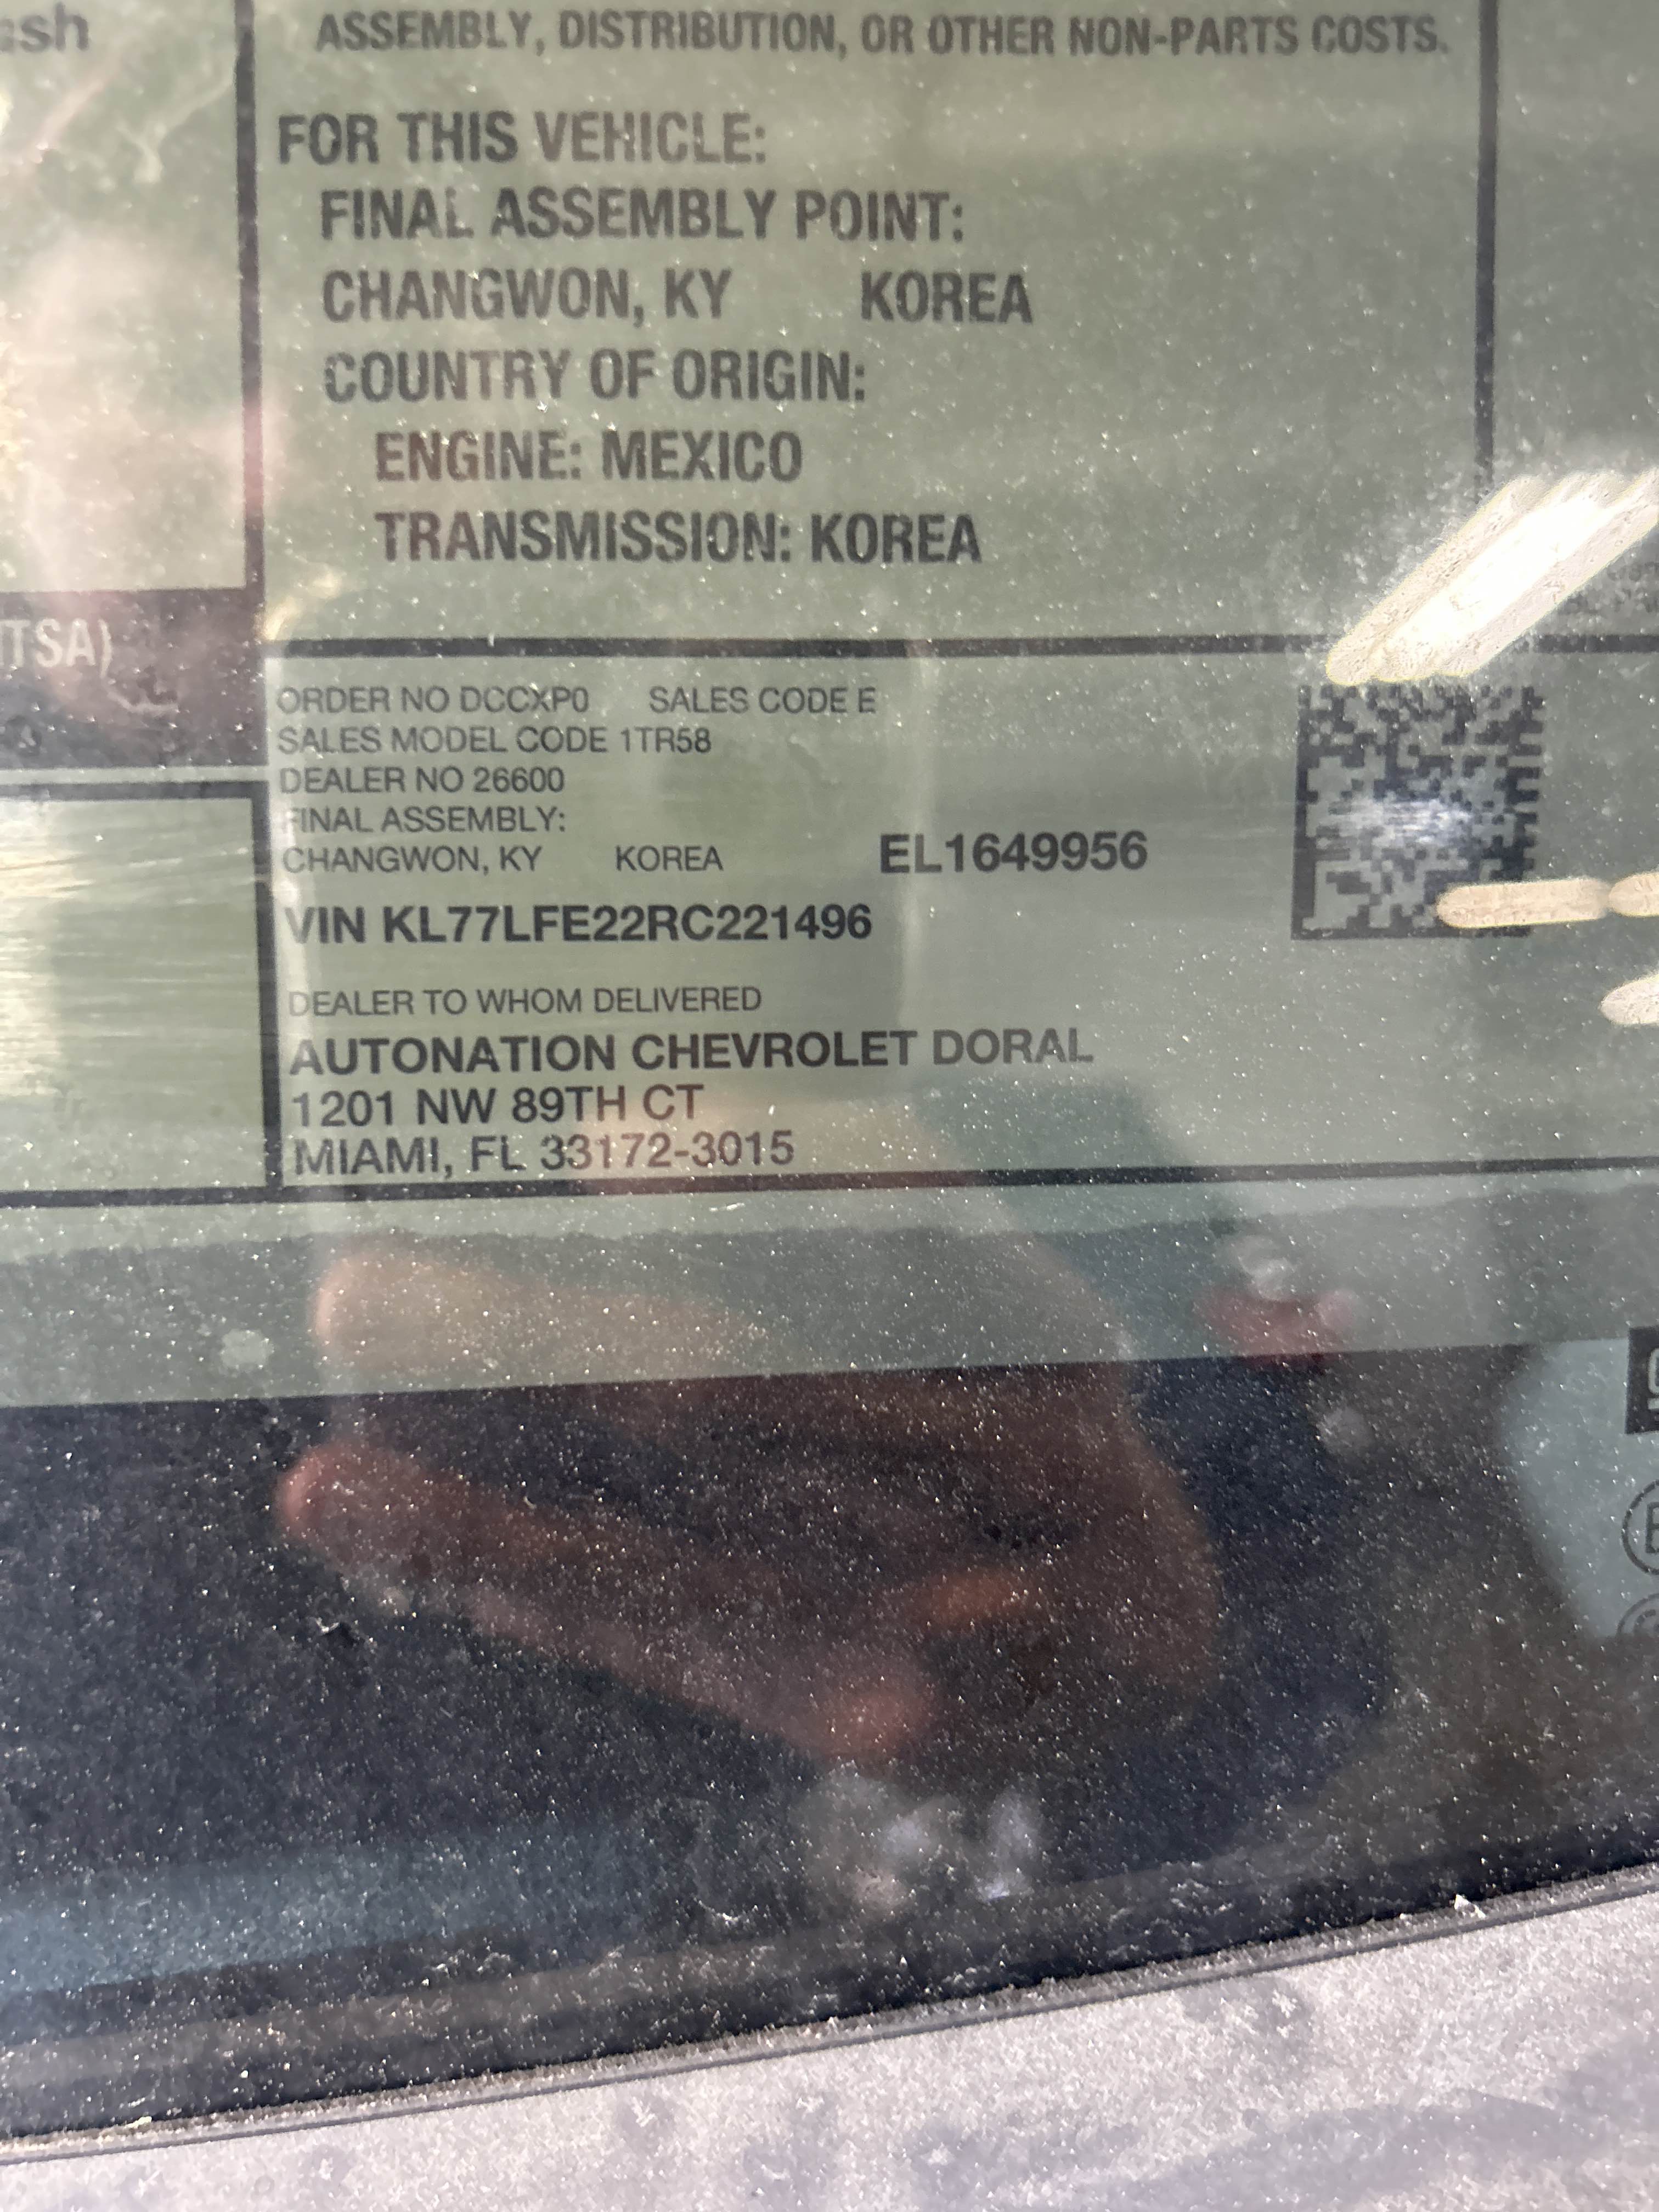 ash
ASSEMBLY, DISTRIBUTION, OR OTHER NON-PARTS COSTS.
FOR THIS VEHICLE:
FINAL ASSEMBLY POINT:
CHANGWON, KY KOREA
COUNTRY OF ORIGIN:
ENGINE: MEXICO
TRANSMISSION: KOREA
ORDER NO DCCXP0 SALES CODE E
SALES MODEL CODE 1TR58
DEALER NO 26600
FINAL ASSEMBLY:
CHANGWON, KY KOREA
EL1649956
VIN KL77LFE22RC221496
DEALER TO WHOM DELIVERED
AUTONATION CHEVROLET DORAL
1201 NW 89TH CT
MIAMI, FL 33172-3015